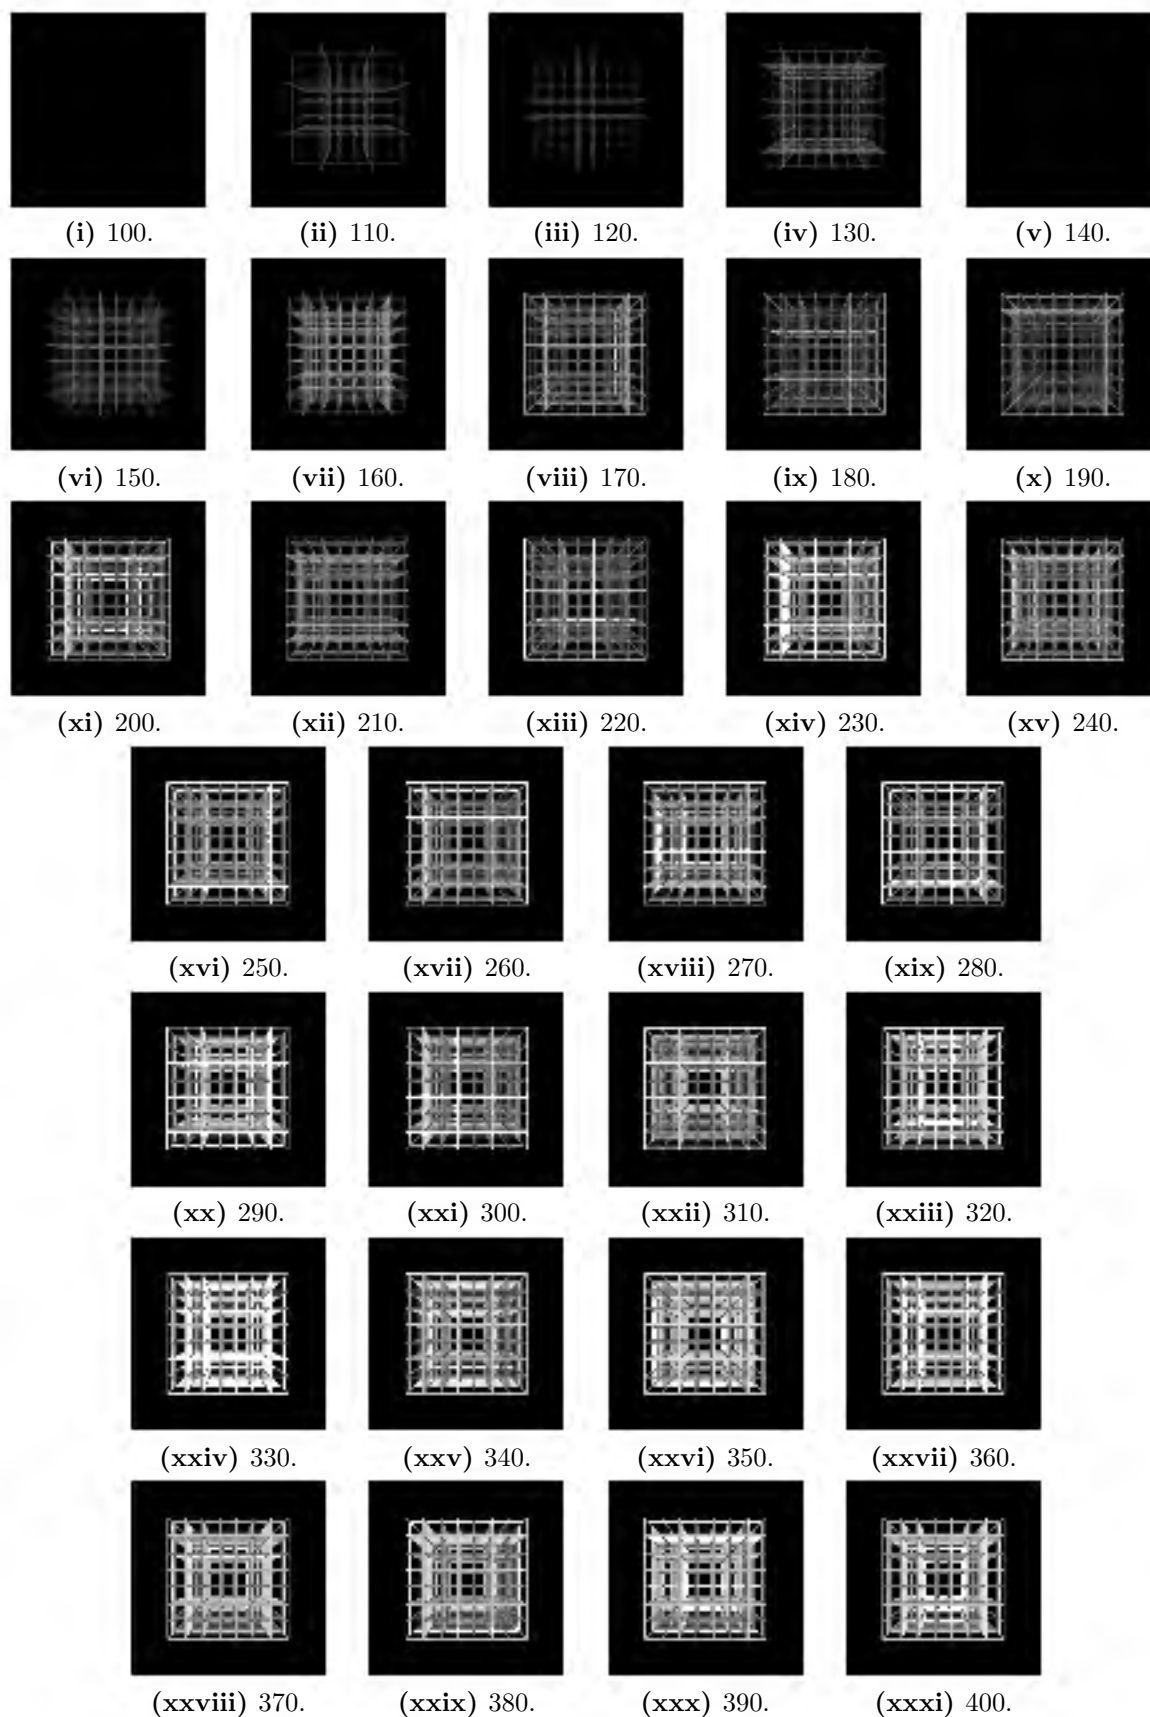 (i) 100. (ii) 110. (iii) 120. (iv) 130. (v) 140.
(vi) 150. (vii) 160. (viii) 170. (ix) 180. (x) 190.
(xi) 200. (xii) 210. (xiii) 220. (xiv) 230. (xv) 240.
(xvi) 250. (xvii) 260. (xviii) 270. (xix) 280.
(xx) 290. (xxi) 300. (xxii) 310. (xxiii) 320.
(xxiv) 330. (xxv) 340. (xxvi) 350. (xxvii) 360.
(xxviii) 370. (xxix) 380. (xxx) 390. (xxxi) 400.